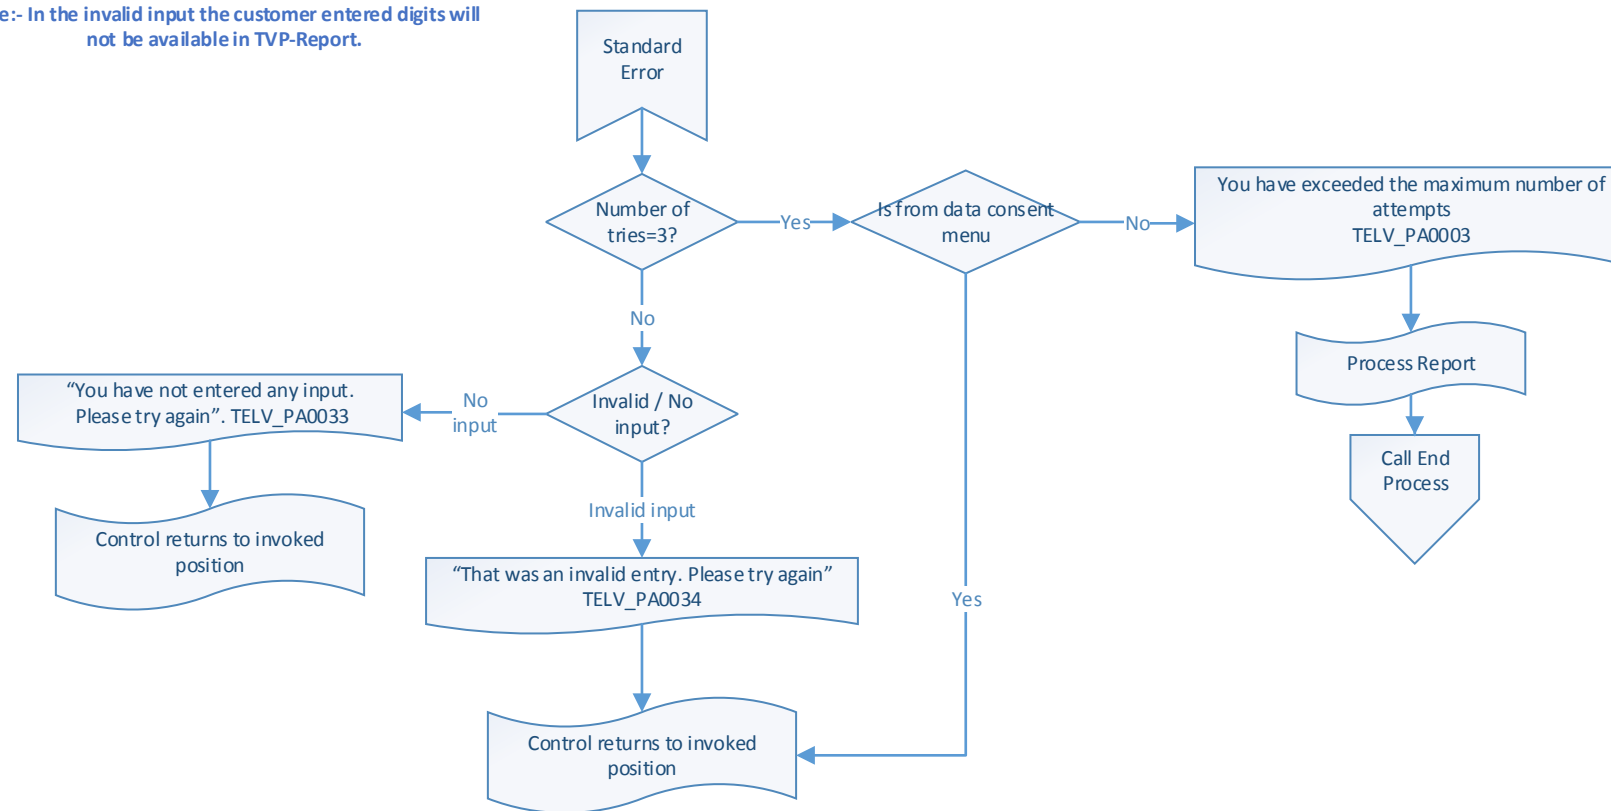 e:- In the invalid input the customer entered digits will
not be available in TVP-Report.
Standard
Error
Number of
tries=3?
Yes
Is from data consent
menu
No
You have exceeded the maximum number of
attempts
TELV_PA0003
No
Process Report
"You have not entered any input.
Please try again". TELV_PA0033
No
input
Invalid / No
input?
Call End
Process
Invalid input
Control returns to invoked
position
"That was an invalid entry. Please try again"
TELV_PA0034
Yes
Control returns to invoked
position